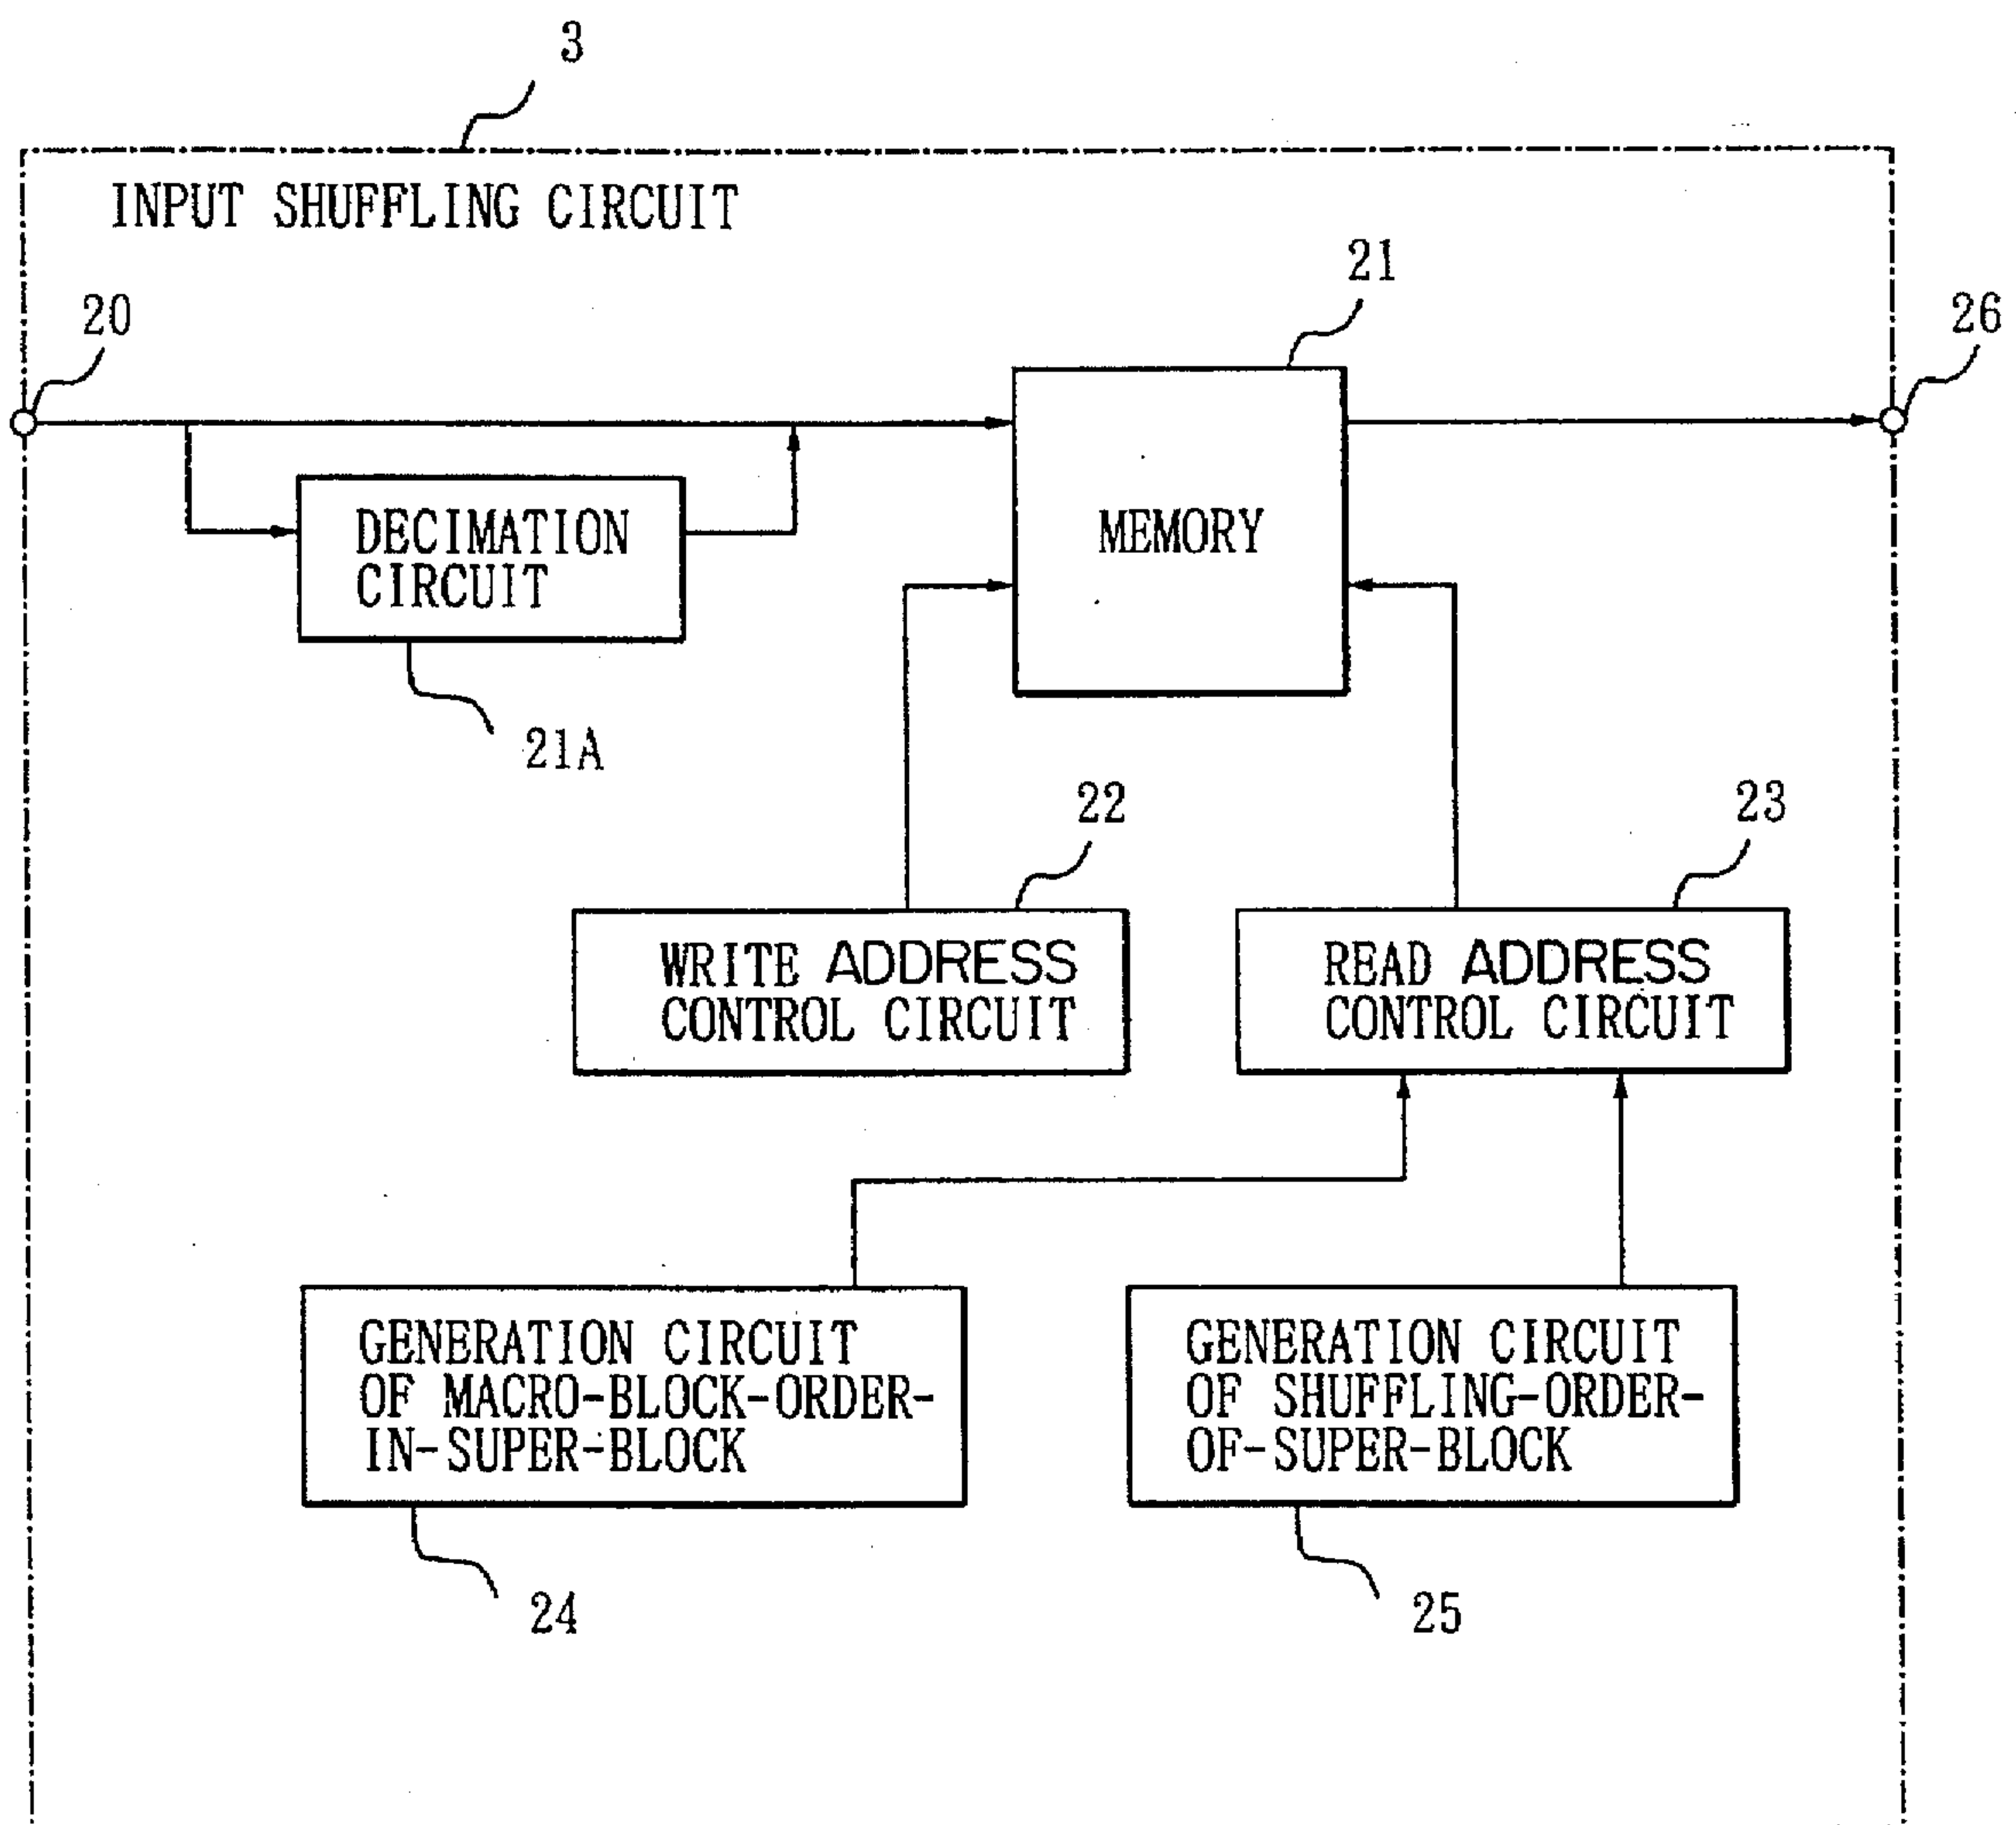 3
INPUT SHUFFLING CIRCUIT
21
20
26
DECIMATION
CIRCUIT
MEMORY
21A
22
23
WRITE ADDRESS
CONTROL CIRCUIT
READ ADDRESS
CONTROL CIRCUIT
GENERATION CIRCUIT
OF MACRO-BLOCK-ORDER-
IN-SUPER-BLOCK
GENERATION CIRCUIT
OF SHUFFLING-ORDER-
OF-SUPER-BLOCK
24
25